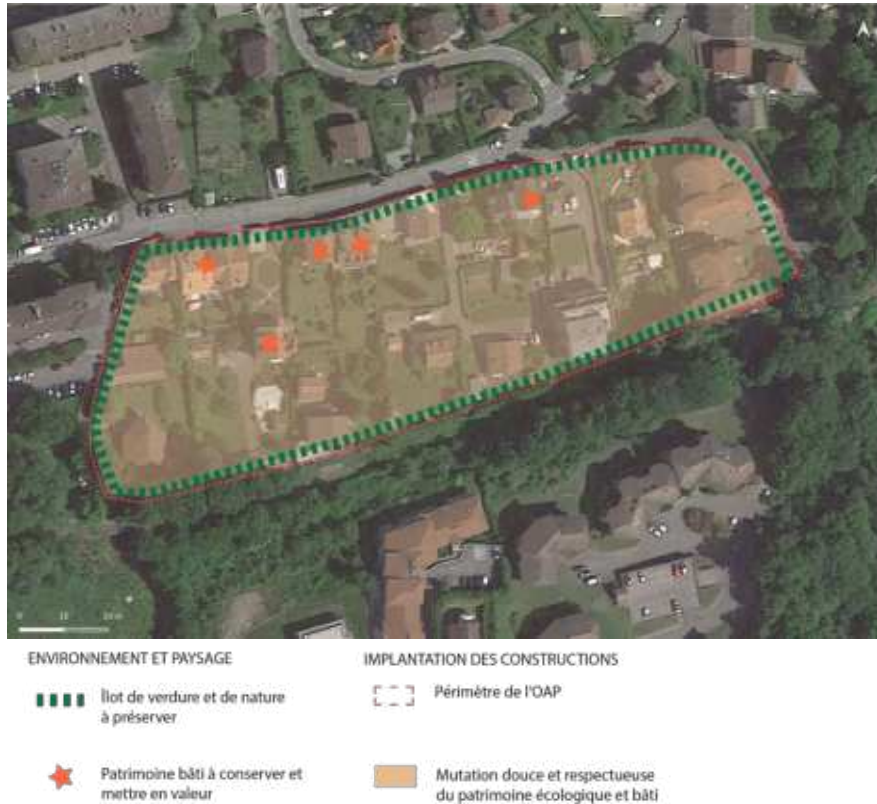 ENVIRONNEMENT ET PAYSAGE
Îlot de verdure et de nature
à préserver
Patrimoine bâti à conserver et
mettre en valeur
IMPLANTATION DES CONSTRUCTIONS
Périmètre de l'OAP
Mutation douce et respectueuse
du patrimoine écologique et bâti